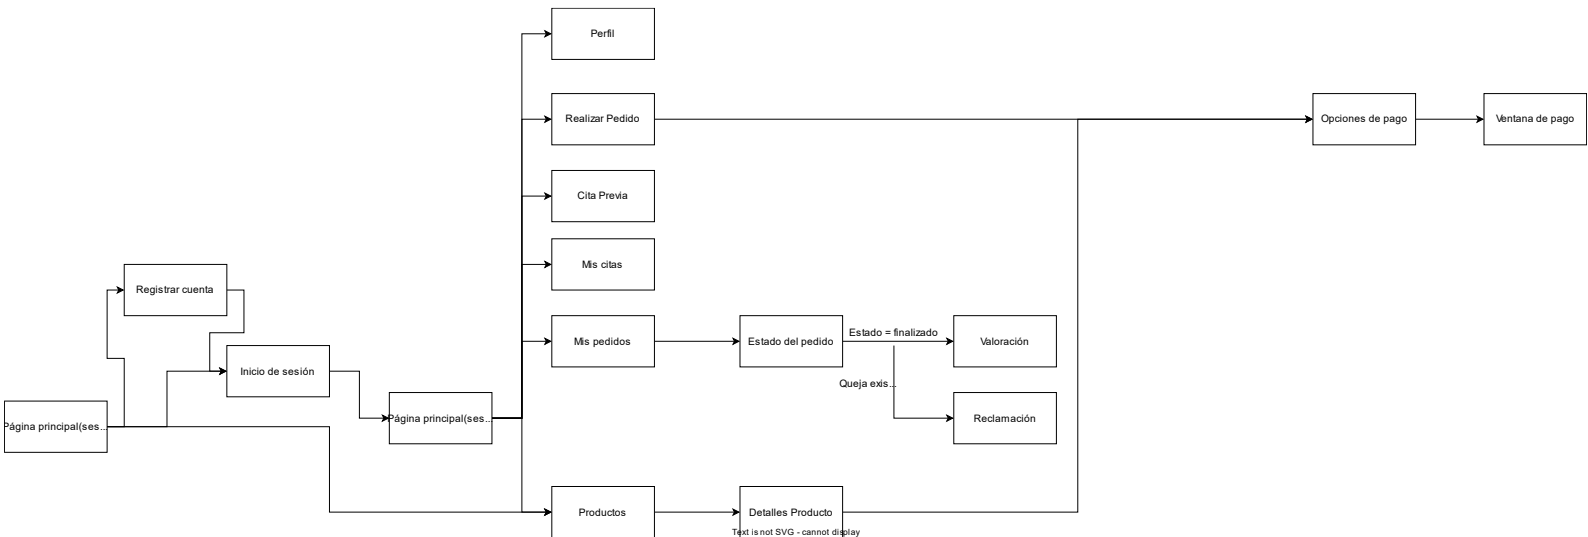 Perfil
Realizar Pedido
Opciones de pago
Ventana de pago
Cita Previa
Mis citas
Registrar cuenta
Mis pedidos
Estado del pedido
Estado = finalizado
Valoración
Inicio de sesión
Queja exis...
Página principal(ses...
Página principal(ses...
Reclamación
Productos
Detalles Producto
Text is not SVG - cannot display